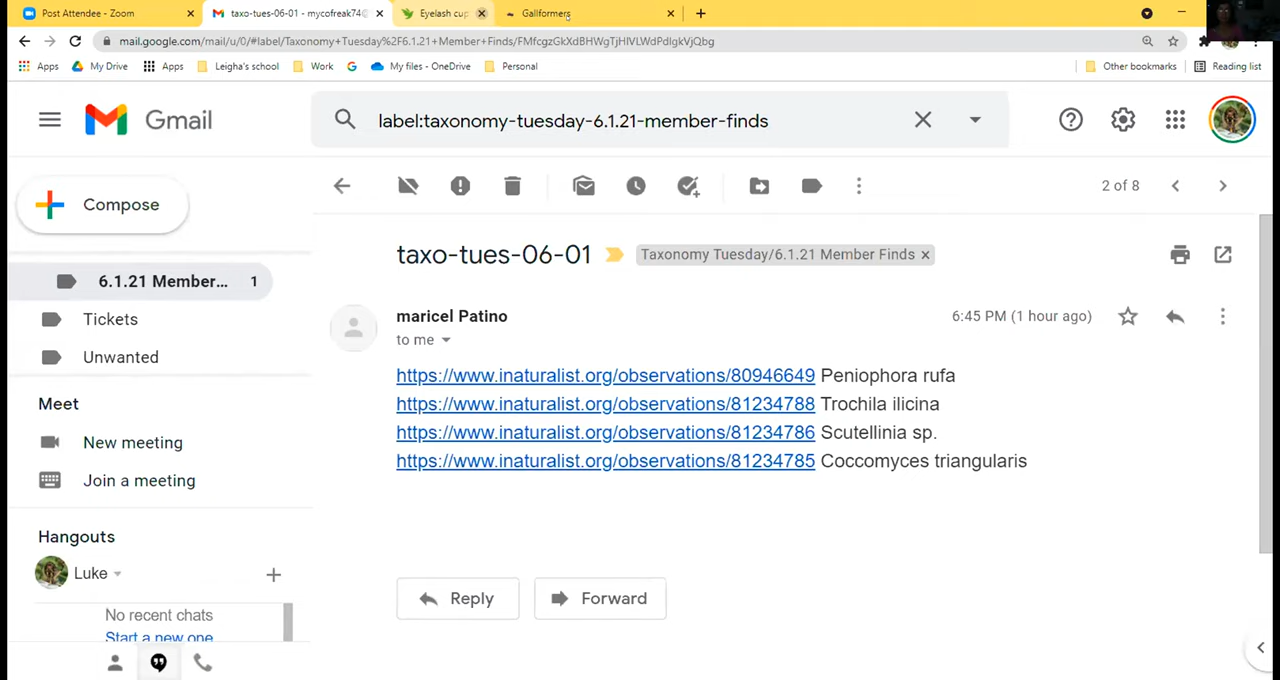 Post Attendee - Zoom
taxo-tues-06-01 - mycofreak74@
Eyelash cup
Gallformers
mail.google.com/mail/u/0/#label/Taxonomy+Tuesday%2F6.1.21+Member+Finds/FMfcgzGkXdBHWgTjHlVLWdPdIgkVjQbg
Apps
My Drive
Apps
Leigha's school
Work
My files - OneDrive
Personal
Other bookmarks
Reading list
Gmail
label:taxonomy-tuesday-6.1.21-member-finds
Compose
2 of 8
taxo-tues-06-01
Taxonomy Tuesday/6.1.21 Member Finds ×
6.1.21 Member... 1
Tickets
Unwanted
maricel Patino
6:45 PM (1 hour ago)
to me
https://www.inaturalist.org/observations/80946649 Peniophora rufa
https://www.inaturalist.org/observations/81234788 Trochila ilicina
https://www.inaturalist.org/observations/81234786 Scutellinia sp.
https://www.inaturalist.org/observations/81234785 Coccomyces triangularis
Meet
New meeting
Join a meeting
Hangouts
Luke
No recent chats
Start a new one
Reply
Forward